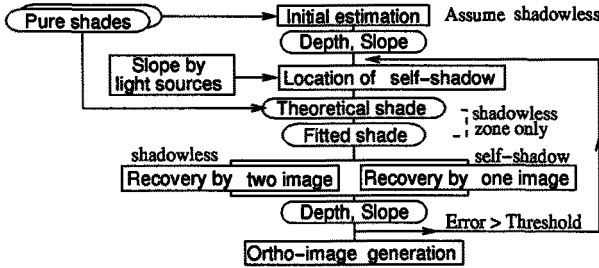 Pure shades
Initial estimation
Assume shadowless
Depth, Slope
Slope by
light sources
Location of self-shadow
Theoretical shade
shadowless
zone only
Fitted shade
shadowless
self-shadow
Recovery by two image
Recovery by one image
Depth, Slope
Error > Threshold
Ortho-image generation